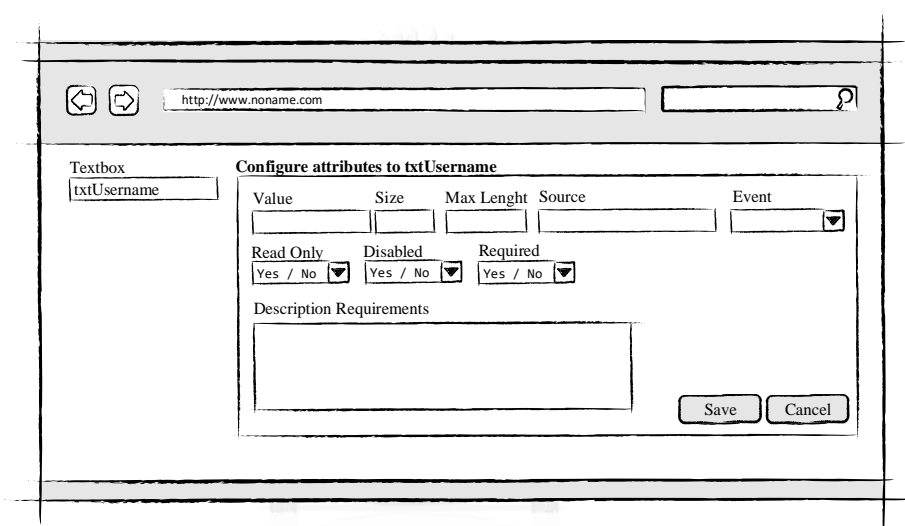 http://www.noname.com
Textbox
txtUsername
Configure attributes to txtUsername
Value Size Max Lenght Source Event
Read Only Disabled Required
Yes / No Yes / No Yes / No
Description Requirements
Save Cancel